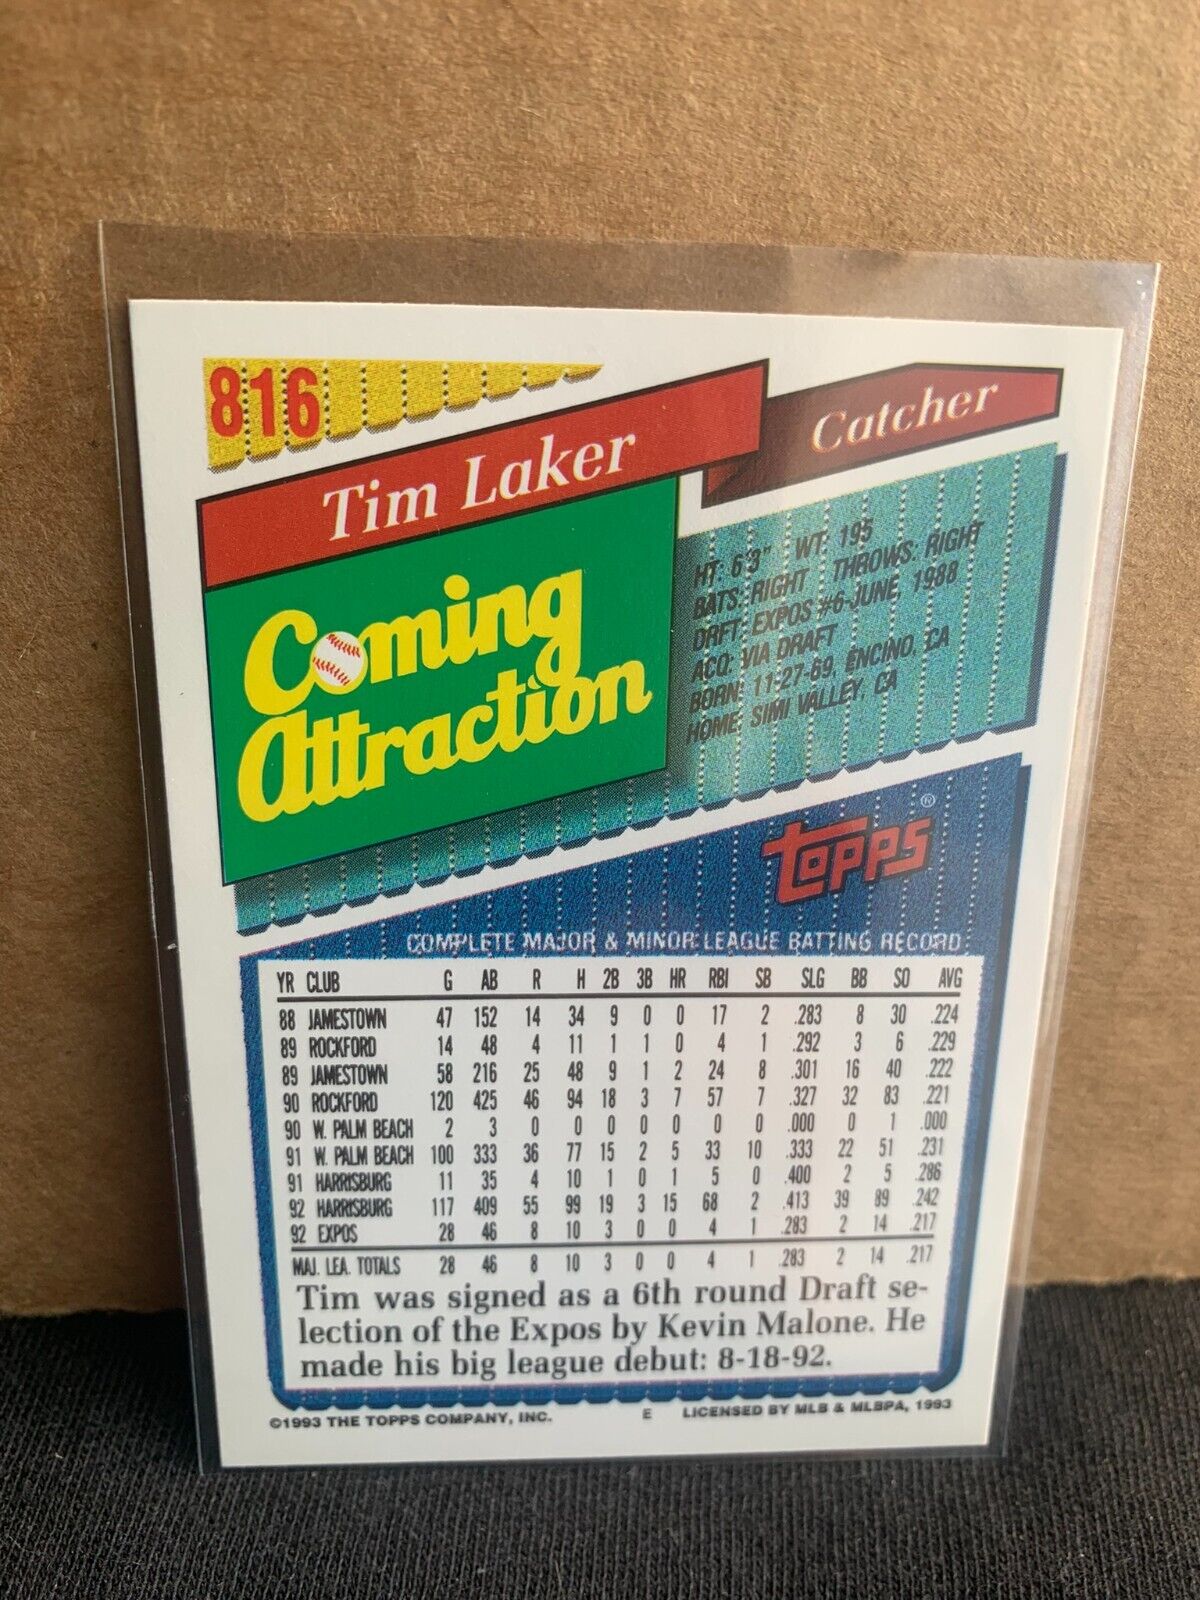 816
Tim Laker
Catcher
Coming
Attraction
HT: 6'3" WT: 195
BATS: RIGHT THROWS: RIGHT
DRFT: EXPOS #6-JUNE, 1988
ACQ: VIA DRAFT
BORN: 11-27-69, ENCINO, CA
HOME: SIMI VALLEY, CA
TOPPS®
COMPLETE MAJOR & MINOR LEAGUE BATTING RECORD
YR CLUB G AB R H 2B 3B HR RBI SB SLG BB SO AVG
88 JAMESTOWN 47 152 14 34 9 0 0 17 2 .283 8 30 .224
89 ROCKFORD 14 48 4 11 1 1 0 4 1 .292 3 6 .229
89 JAMESTOWN 58 216 25 48 9 1 2 24 8 .301 16 40 .222
90 ROCKFORD 120 425 46 94 18 3 7 57 7 .327 32 83 .221
90 W. PALM BEACH 2 3 0 0 0 0 0 0 0 .000 0 1 .000
91 W. PALM BEACH 100 333 36 77 15 2 5 33 10 .333 22 51 .231
91 HARRISBURG 11 35 4 10 1 0 1 5 0 .400 2 5 .286
92 HARRISBURG 117 409 55 99 19 3 15 68 2 .413 39 89 .242
92 EXPOS 28 46 8 10 3 0 0 4 1 .283 2 14 .217
MAJ. LEA. TOTALS 28 46 8 10 3 0 0 4 1 .283 2 14 .217
Tim was signed as a 6th round Draft se-
lection of the Expos by Kevin Malone. He
made his big league debut: 8-18-92.
©1993 THE TOPPS COMPANY, INC. E LICENSED BY MLB & MLBPA, 1993